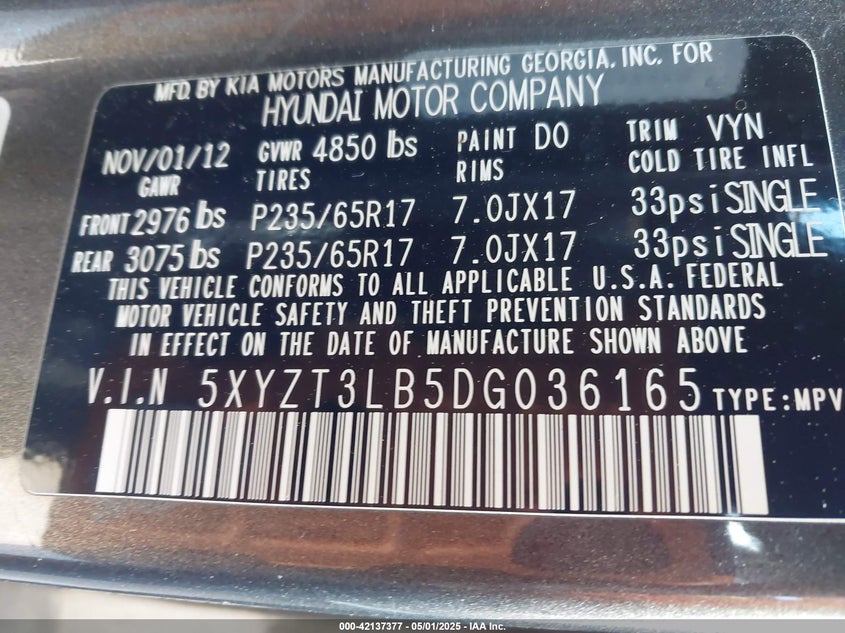 MFD. BY KIA MOTORS MANUFACTURING GEORGIA, INC. FOR
HYUNDAI MOTOR COMPANY
NOV/01/12 GVWR 4850 lbs PAINT DO TRIM VYN
GAWR TIRES RIMS COLD TIRE INFL
FRONT 2976 lbs P235/65R17 7.0JX17 33psi SINGLE
REAR 3075 lbs P235/65R17 7.0JX17 33psi SINGLE
THIS VEHICLE CONFORMS TO ALL APPLICABLE U.S.A. FEDERAL
MOTOR VEHICLE SAFETY AND THEFT PREVENTION STANDARDS
IN EFFECT ON THE DATE OF MANUFACTURE SHOWN ABOVE
V.I.N 5XYZT3LB5DG036165 TYPE:MPV
000-42137377 - 05/01/2025 - IAA Inc.